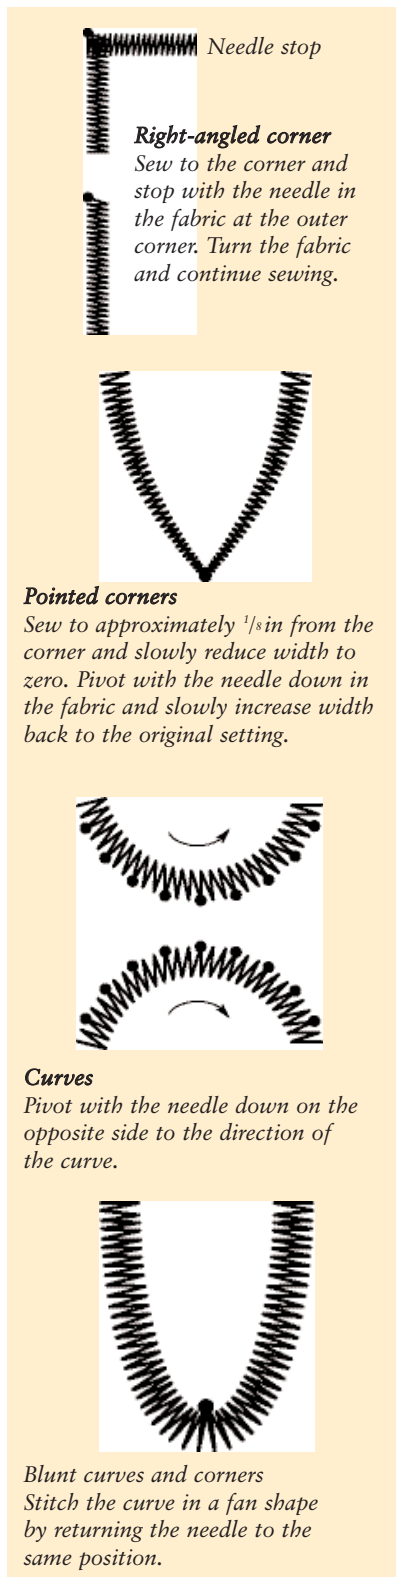 Needle stop
Right-angled corner
Sew to the corner and
stop with the needle in
the fabric at the outer
corner. Turn the fabric
and continue sewing.
Pointed corners
Sew to approximately 1/8 in from the
corner and slowly reduce width to
zero. Pivot with the needle down in
the fabric and slowly increase width
back to the original setting.
Curves
Pivot with the needle down on the
opposite side to the direction of
the curve.
Blunt curves and corners
Stitch the curve in a fan shape
by returning the needle to the
same position.